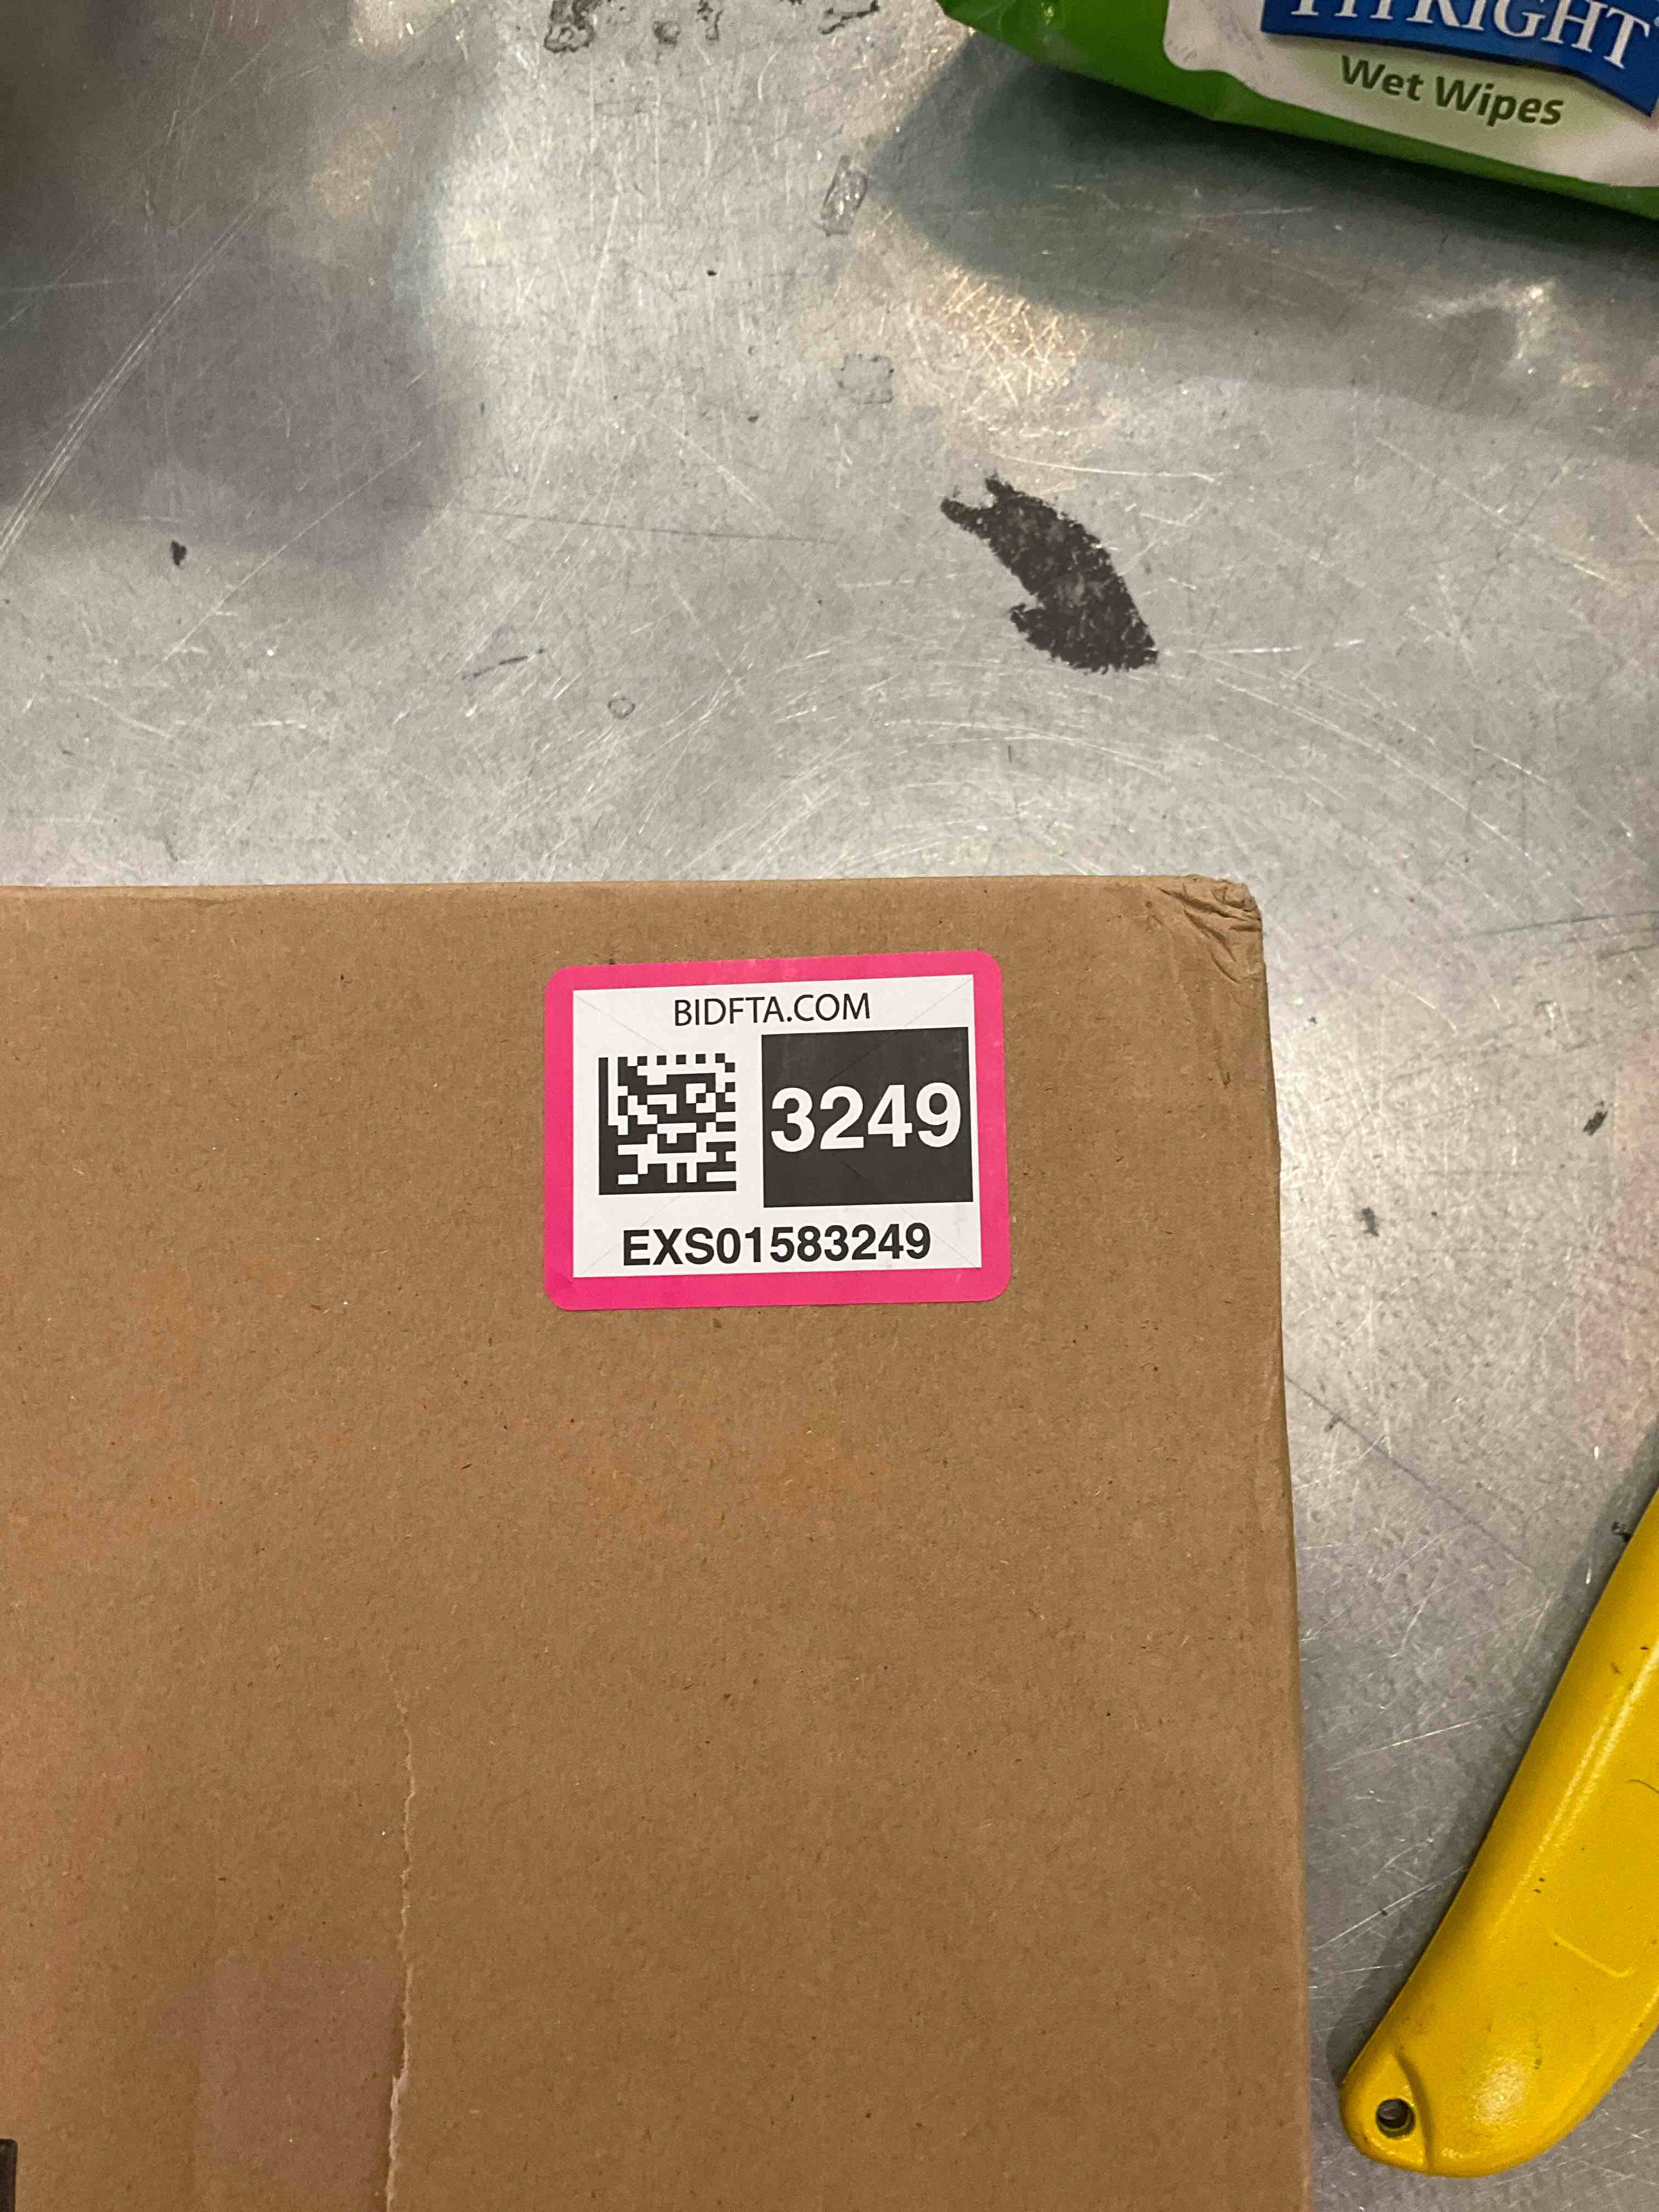 FITRIGHT
Wet Wipes
BIDFTA.COM
3249
EXS01583249